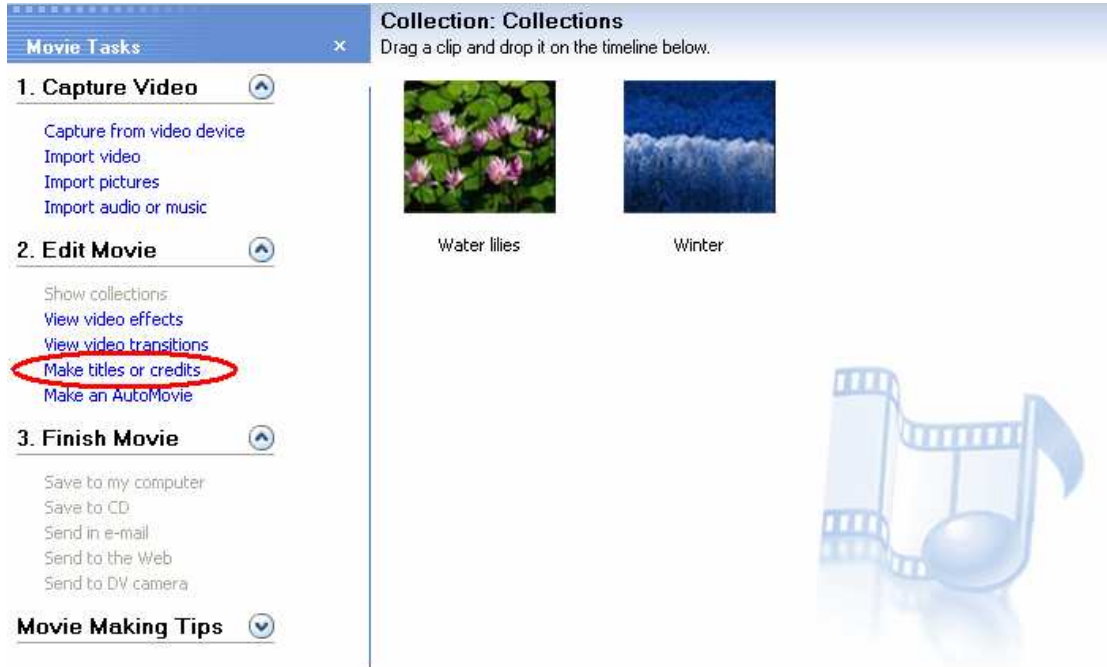 Movie Tasks
×
Collection: Collections
Drag a clip and drop it on the timeline below.
1. Capture Video
Capture from video device
Import video
Import pictures
Import audio or music
2. Edit Movie
Show collections
View video effects
View video transitions
Make titles or credits
Make an AutoMovie
3. Finish Movie
Save to my computer
Save to CD
Send in e-mail
Send to the Web
Send to DV camera
Movie Making Tips
Water lilies
Winter